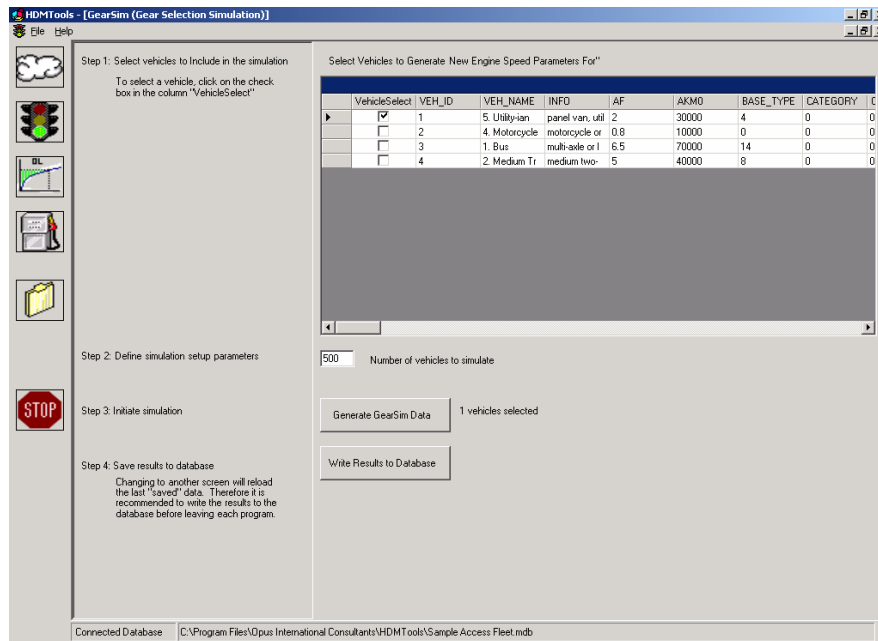 HDMTools - [GearSim (Gear Selection Simulation)]
File Help
Step 1: Select vehicles to Include in the simulation
To select a vehicle, click on the check
box in the column "VehicleSelect"
Select Vehicles to Generate New Engine Speed Parameters For"
VehicleSelect VEH_ID VEH_NAME INFO AF AKM0 BASE_TYPE CATEGORY
1 5. Utility-ian panel van, util 2 30000 4 0 0
2 4. Motorcycle motorcycle or 0.8 10000 0 0 0
3 1. Bus multi-axle or l 6.5 70000 14 0 0
4 2. Medium Tr medium two- 5 40000 8 0 0
DL
Step 2: Define simulation setup parameters
500 Number of vehicles to simulate
STOP
Step 3: Initiate simulation
Generate GearSim Data 1 vehicles selected
Step 4: Save results to database
Write Results to Database
Changing to another screen will reload
the last "saved" data. Therefore it is
recommended to write the results to the
database before leaving each program.
Connected Database C:\Program Files\Opus International Consultants\HDMTools\Sample Access Fleet.mdb